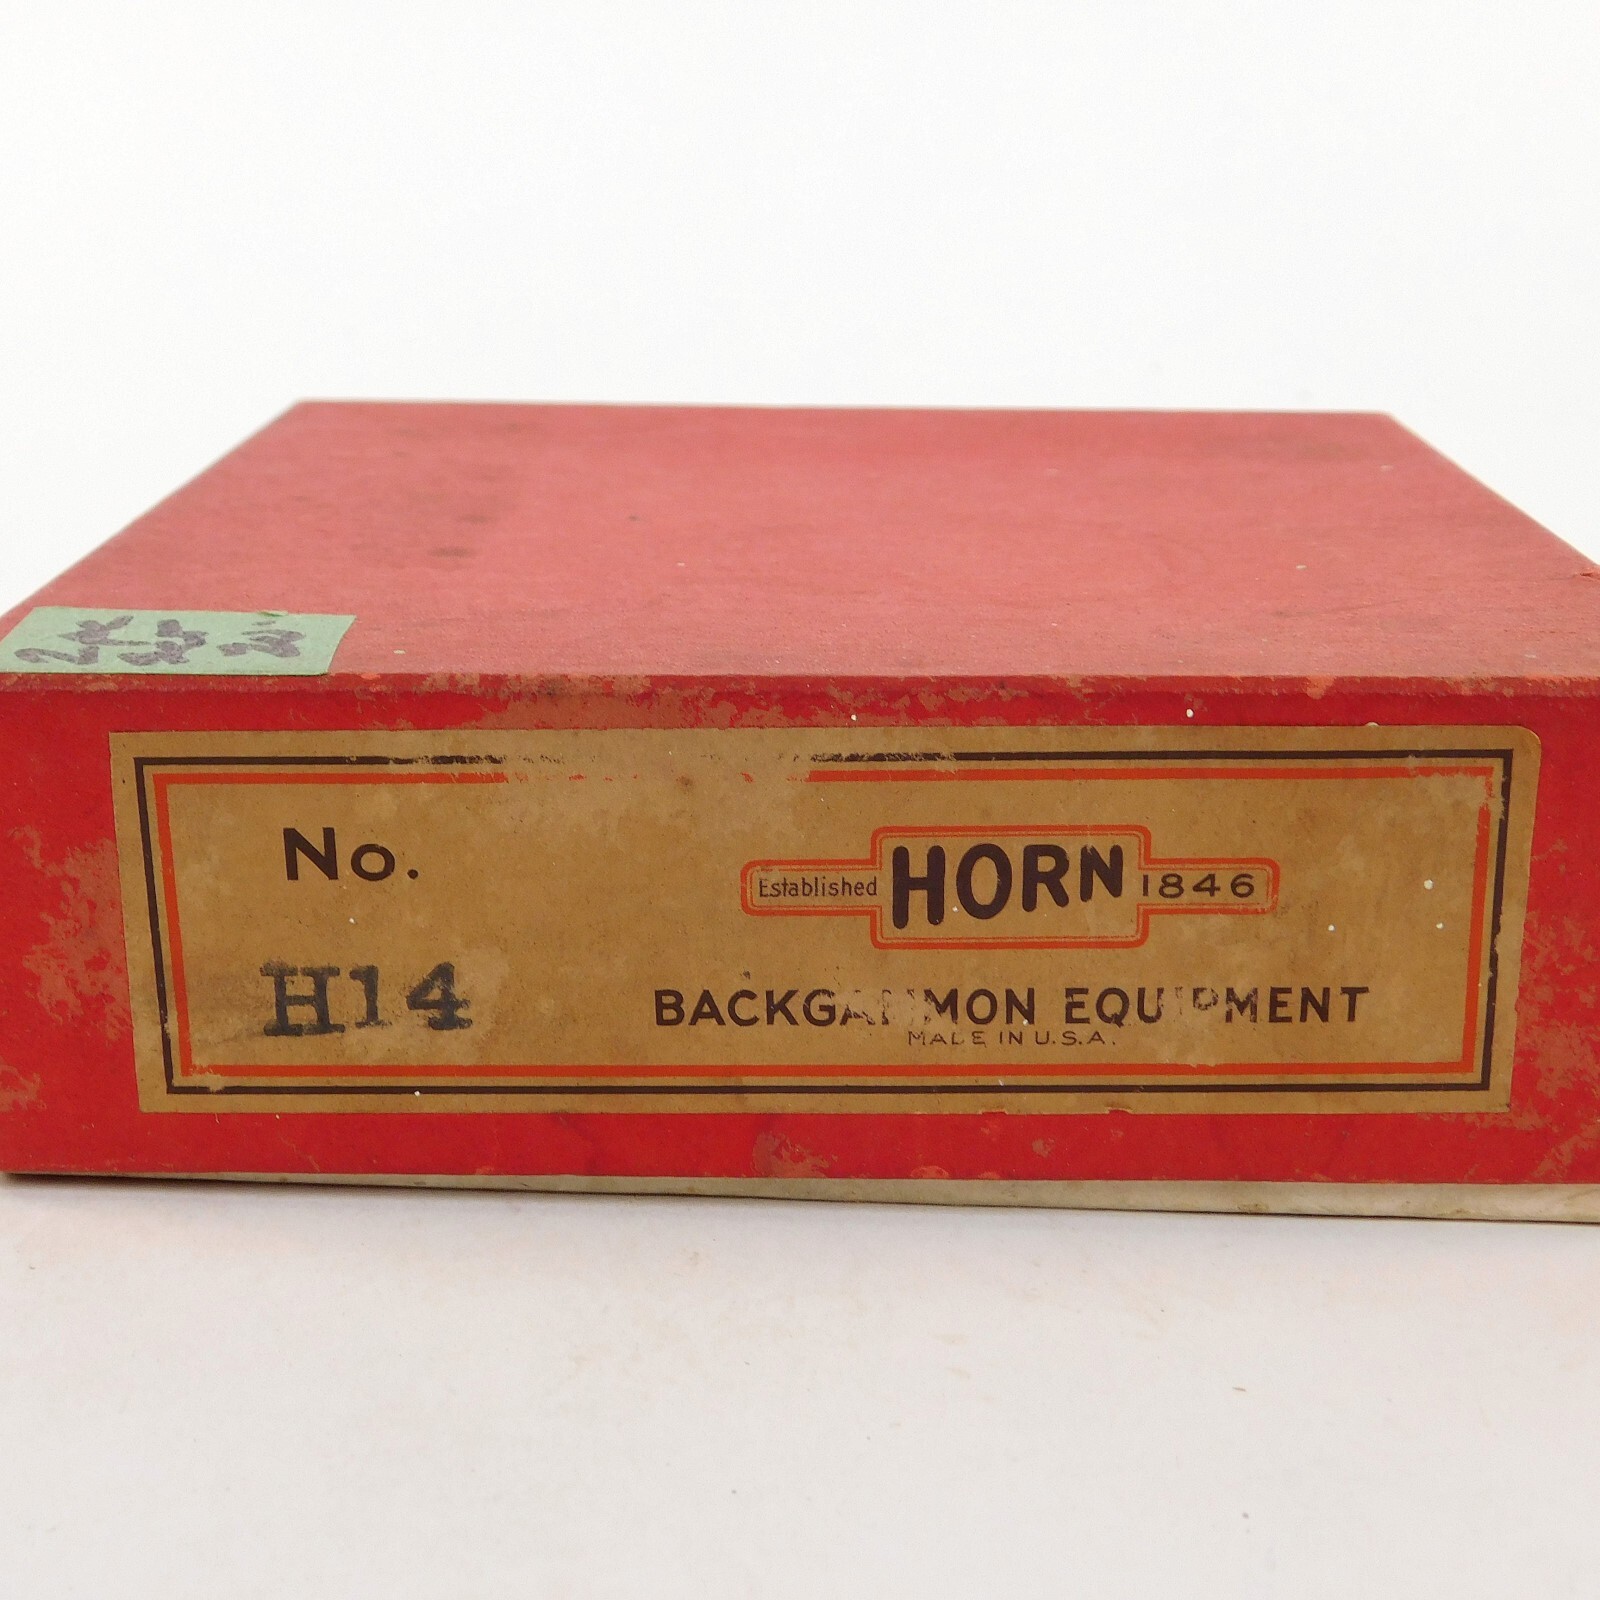 No.
H14
Established HORN 1846
BACKGAMMON EQUIPMENT
MADE IN U.S.A.